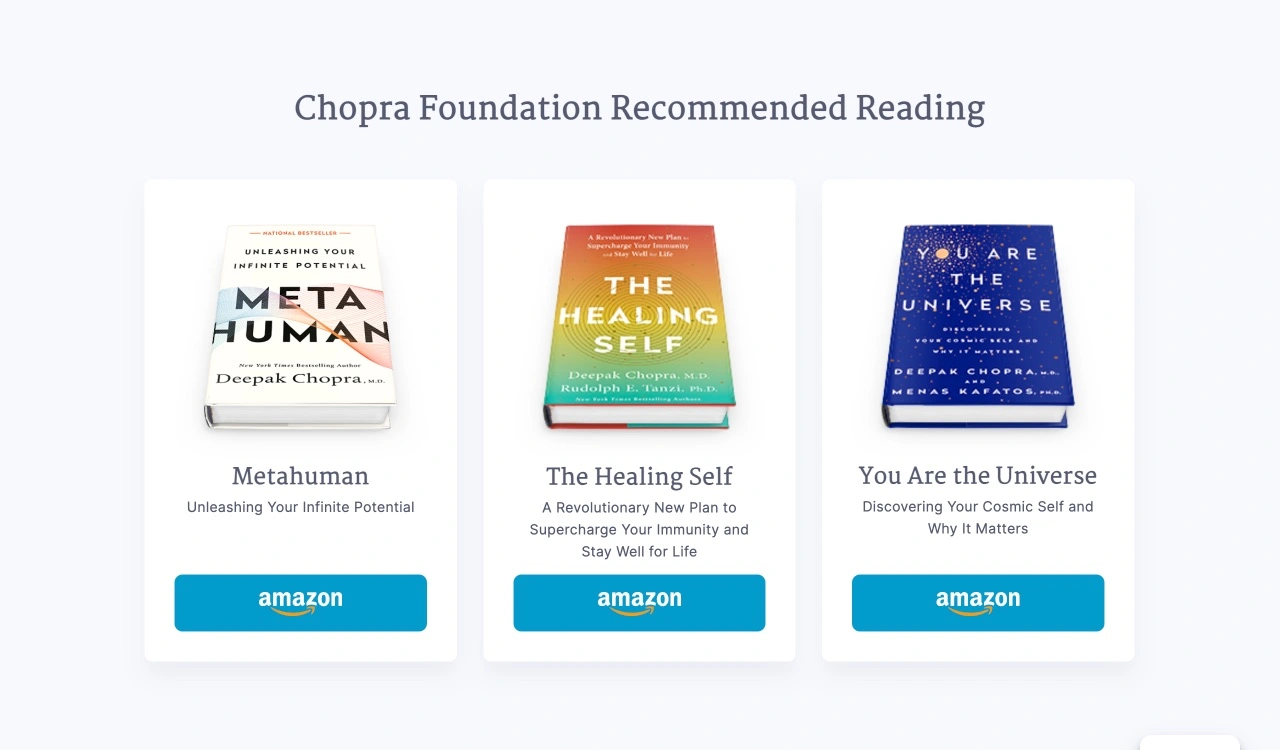 Chopra Foundation Recommended Reading
NATIONAL BESTSELLER
UNLEASHING YOUR
INFINITE POTENTIAL
META
HUMAN
New York Times Bestselling Author
Deepak Chopra, M.D.
Metahuman
Unleashing Your Infinite Potential
amazon
A Revolutionary New Plan to
Supercharge Your Immunity
and Stay Well for Life
THE
HEALING
SELF
Deepak Chopra, M.D.
Rudolph E. Tanzi, Ph.D.
New York Times Bestselling Authors
The Healing Self
A Revolutionary New Plan to
Supercharge Your Immunity and
Stay Well for Life
amazon
YOU ARE
THE
UNIVERSE
DISCOVERING
YOUR COSMIC SELF AND
WHY IT MATTERS
DEEPAK CHOPRA, M.D.,
AND
MENAS KAFATOS, PH.D.
You Are the Universe
Discovering Your Cosmic Self and
Why It Matters
amazon